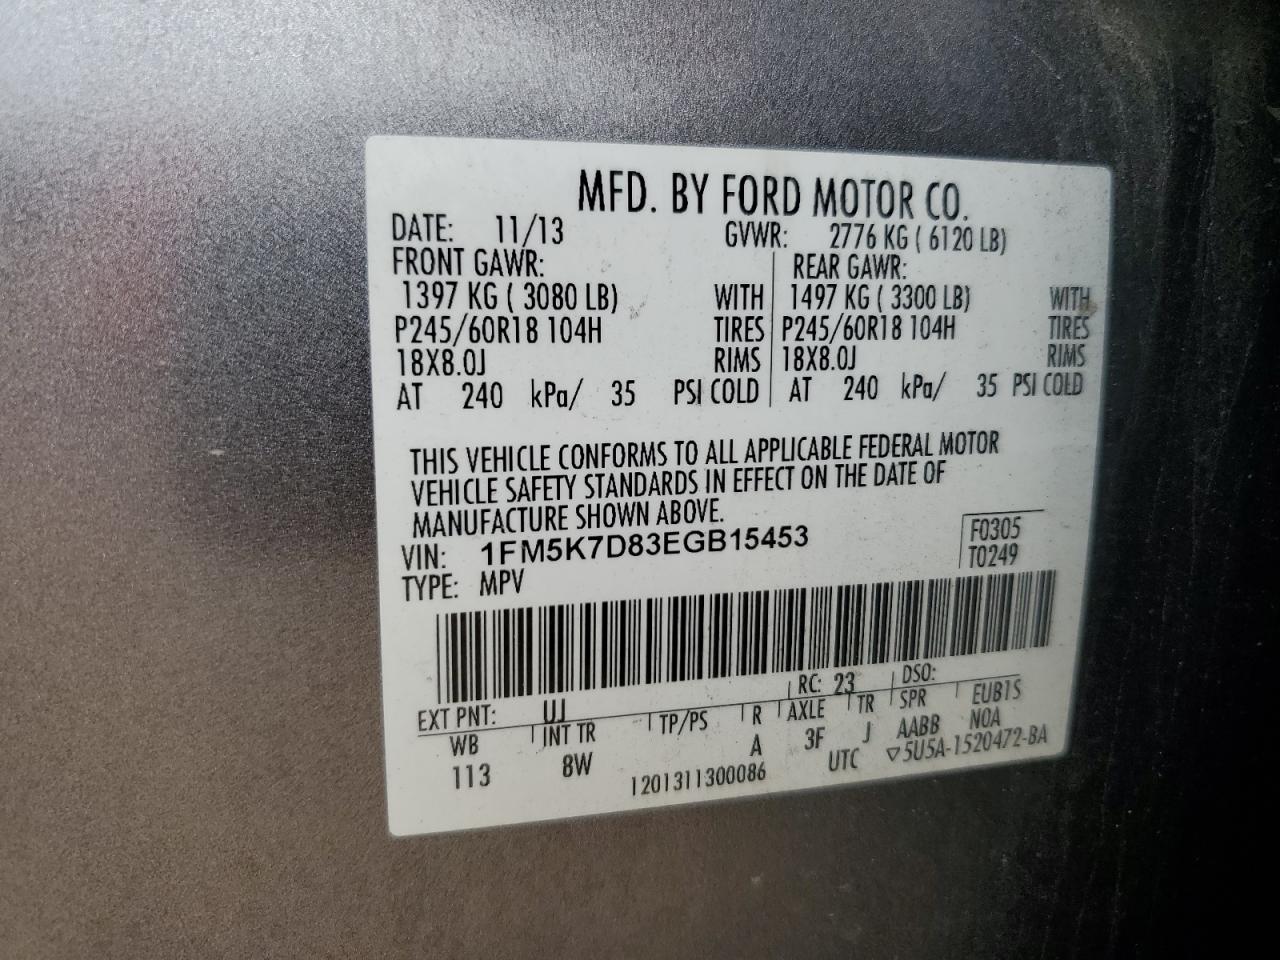 MFD. BY FORD MOTOR CO.
DATE: 11/13 GVWR: 2776 KG ( 6120 LB)
FRONT GAWR: REAR GAWR:
1397 KG ( 3080 LB) WITH 1497 KG ( 3300 LB) WITH
P245/60R18 104H TIRES P245/60R18 104H TIRES
18X8.0J RIMS 18X8.0J RIMS
AT 240 kPa/ 35 PSI COLD AT 240 kPa/ 35 PSI COLD
THIS VEHICLE CONFORMS TO ALL APPLICABLE FEDERAL MOTOR
VEHICLE SAFETY STANDARDS IN EFFECT ON THE DATE OF
MANUFACTURE SHOWN ABOVE.
VIN: 1FM5K7D83EGB15453 F0305
TYPE: MPV T0249
EXT PNT: UJ RC: 23 DSO:
WB INT TR TP/PS R AXLE TR SPR EUB1S
113 8W A 3F J AABB N0A
1201311300086 UTC ▽5U5A-1520472-BA